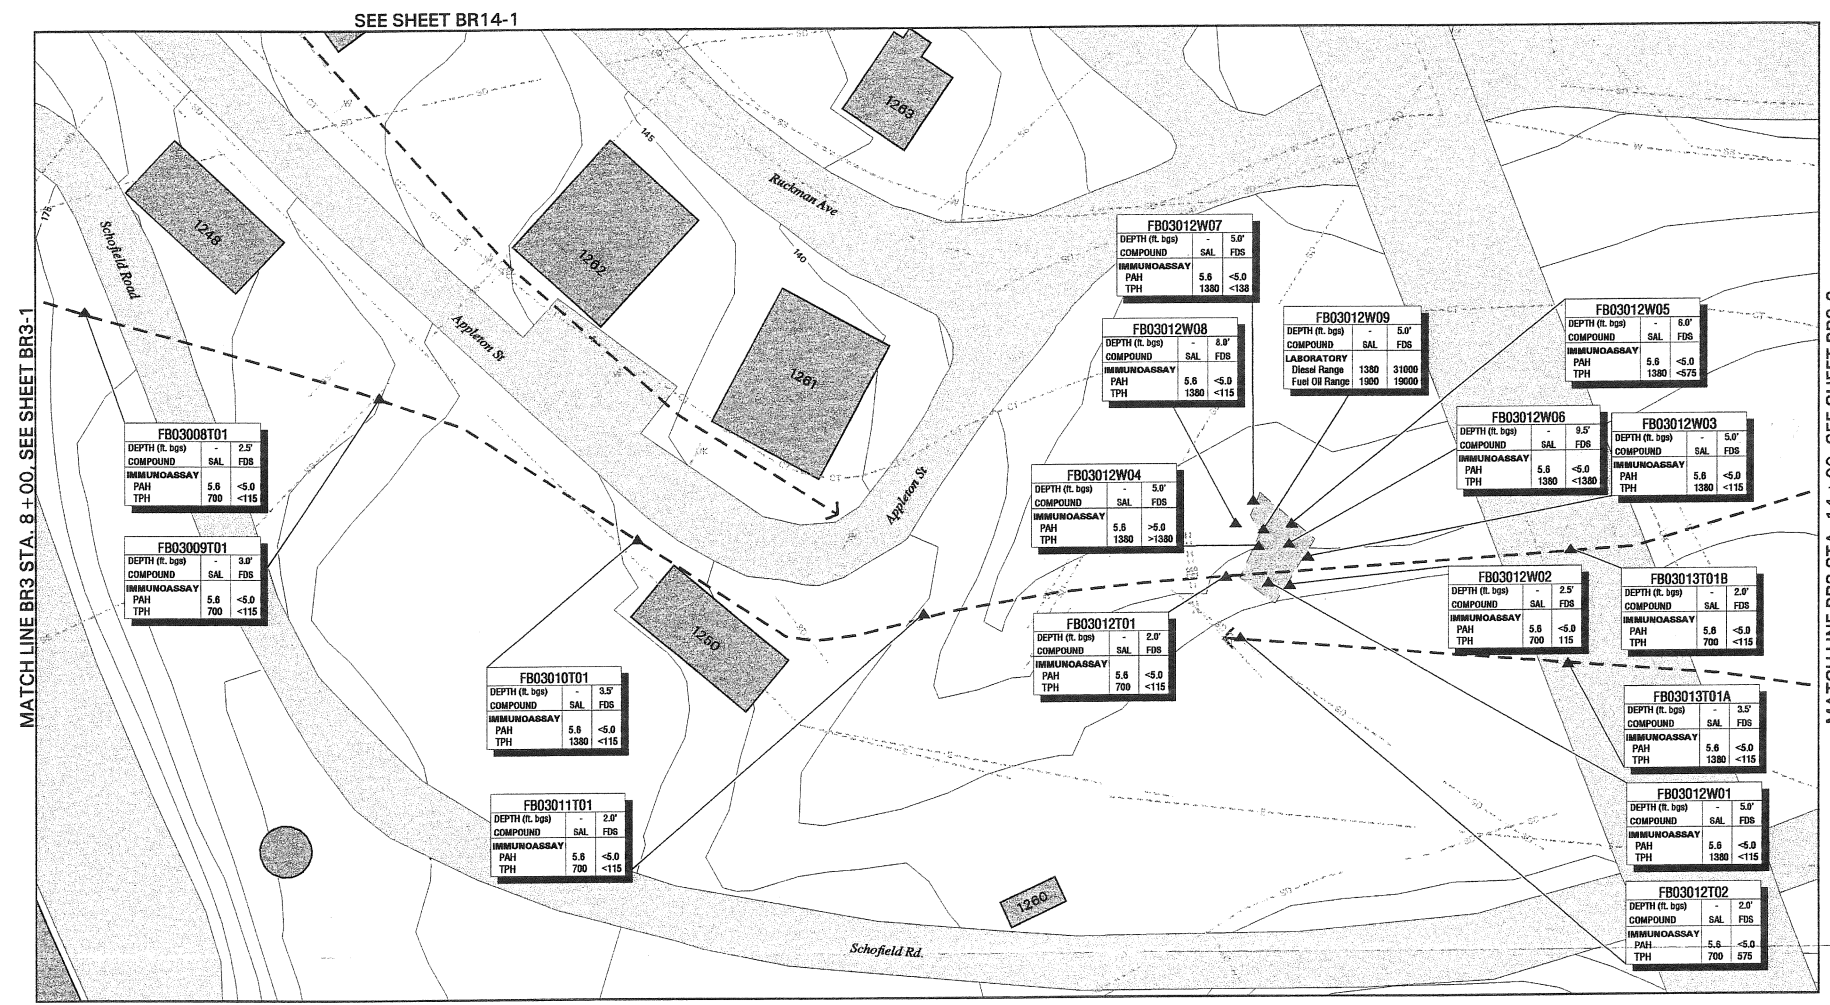 SEE SHEET BR14-1
MATCH LINE BR3 STA. 8+00, SEE SHEET BR3-1
175
Schofield Road
1248
145
1262
1263
Ruckman Ave
140
1261
Appleton St
Appleton St
1250
1260
Schofield Rd.
FB03008T01
DEPTH (ft. bgs) - 2.5'
COMPOUND SAL FDS
IMMUNOASSAY
PAH 5.6 <5.0
TPH 700 <115
FB03009T01
DEPTH (ft. bgs) - 3.0'
COMPOUND SAL FDS
IMMUNOASSAY
PAH 5.6 <5.0
TPH 700 <115
FB03010T01
DEPTH (ft. bgs) - 3.5'
COMPOUND SAL FDS
IMMUNOASSAY
PAH 5.6 <5.0
TPH 1380 <115
FB03011T01
DEPTH (ft. bgs) - 2.0'
COMPOUND SAL FDS
IMMUNOASSAY
PAH 5.6 <5.0
TPH 700 <115
FB03012W07
DEPTH (ft. bgs) - 5.0'
COMPOUND SAL FDS
IMMUNOASSAY
PAH 5.6 <5.0
TPH 1380 <138
FB03012W08
DEPTH (ft. bgs) - 8.0'
COMPOUND SAL FDS
IMMUNOASSAY
PAH 5.6 <5.0
TPH 1380 <115
FB03012W09
DEPTH (ft. bgs) - 5.0'
COMPOUND SAL FDS
LABORATORY
Diesel Range 1380 31000
Fuel Oil Range 1900 19000
FB03012W05
DEPTH (ft. bgs) - 6.0'
COMPOUND SAL FDS
IMMUNOASSAY
PAH 5.6 <5.0
TPH 1380 <575
FB03012W06
DEPTH (ft. bgs) - 9.5'
COMPOUND SAL FDS
IMMUNOASSAY
PAH 5.6 <5.0
TPH 1380 <1380
FB03012W03
DEPTH (ft. bgs) - 5.0'
COMPOUND SAL FDS
IMMUNOASSAY
PAH 5.6 <5.0
TPH 1380 <115
FB03012W04
DEPTH (ft. bgs) - 5.0'
COMPOUND SAL FDS
IMMUNOASSAY
PAH 5.6 >5.0
TPH 1380 >1380
FB03012T01
DEPTH (ft. bgs) - 2.0'
COMPOUND SAL FDS
IMMUNOASSAY
PAH 5.6 <5.0
TPH 700 <115
FB03012W02
DEPTH (ft. bgs) - 2.5'
COMPOUND SAL FDS
IMMUNOASSAY
PAH 5.6 <5.0
TPH 700 115
FB03013T01B
DEPTH (ft. bgs) - 2.0'
COMPOUND SAL FDS
IMMUNOASSAY
PAH 5.6 <5.0
TPH 700 <115
FB03013T01A
DEPTH (ft. bgs) - 3.5'
COMPOUND SAL FDS
IMMUNOASSAY
PAH 5.6 <5.0
TPH 1380 <115
FB03012W01
DEPTH (ft. bgs) - 5.0'
COMPOUND SAL FDS
IMMUNOASSAY
PAH 5.6 <5.0
TPH 1380 <115
FB03012T02
DEPTH (ft. bgs) - 2.0'
COMPOUND SAL FDS
IMMUNOASSAY
PAH 5.6 <5.0
TPH 700 575